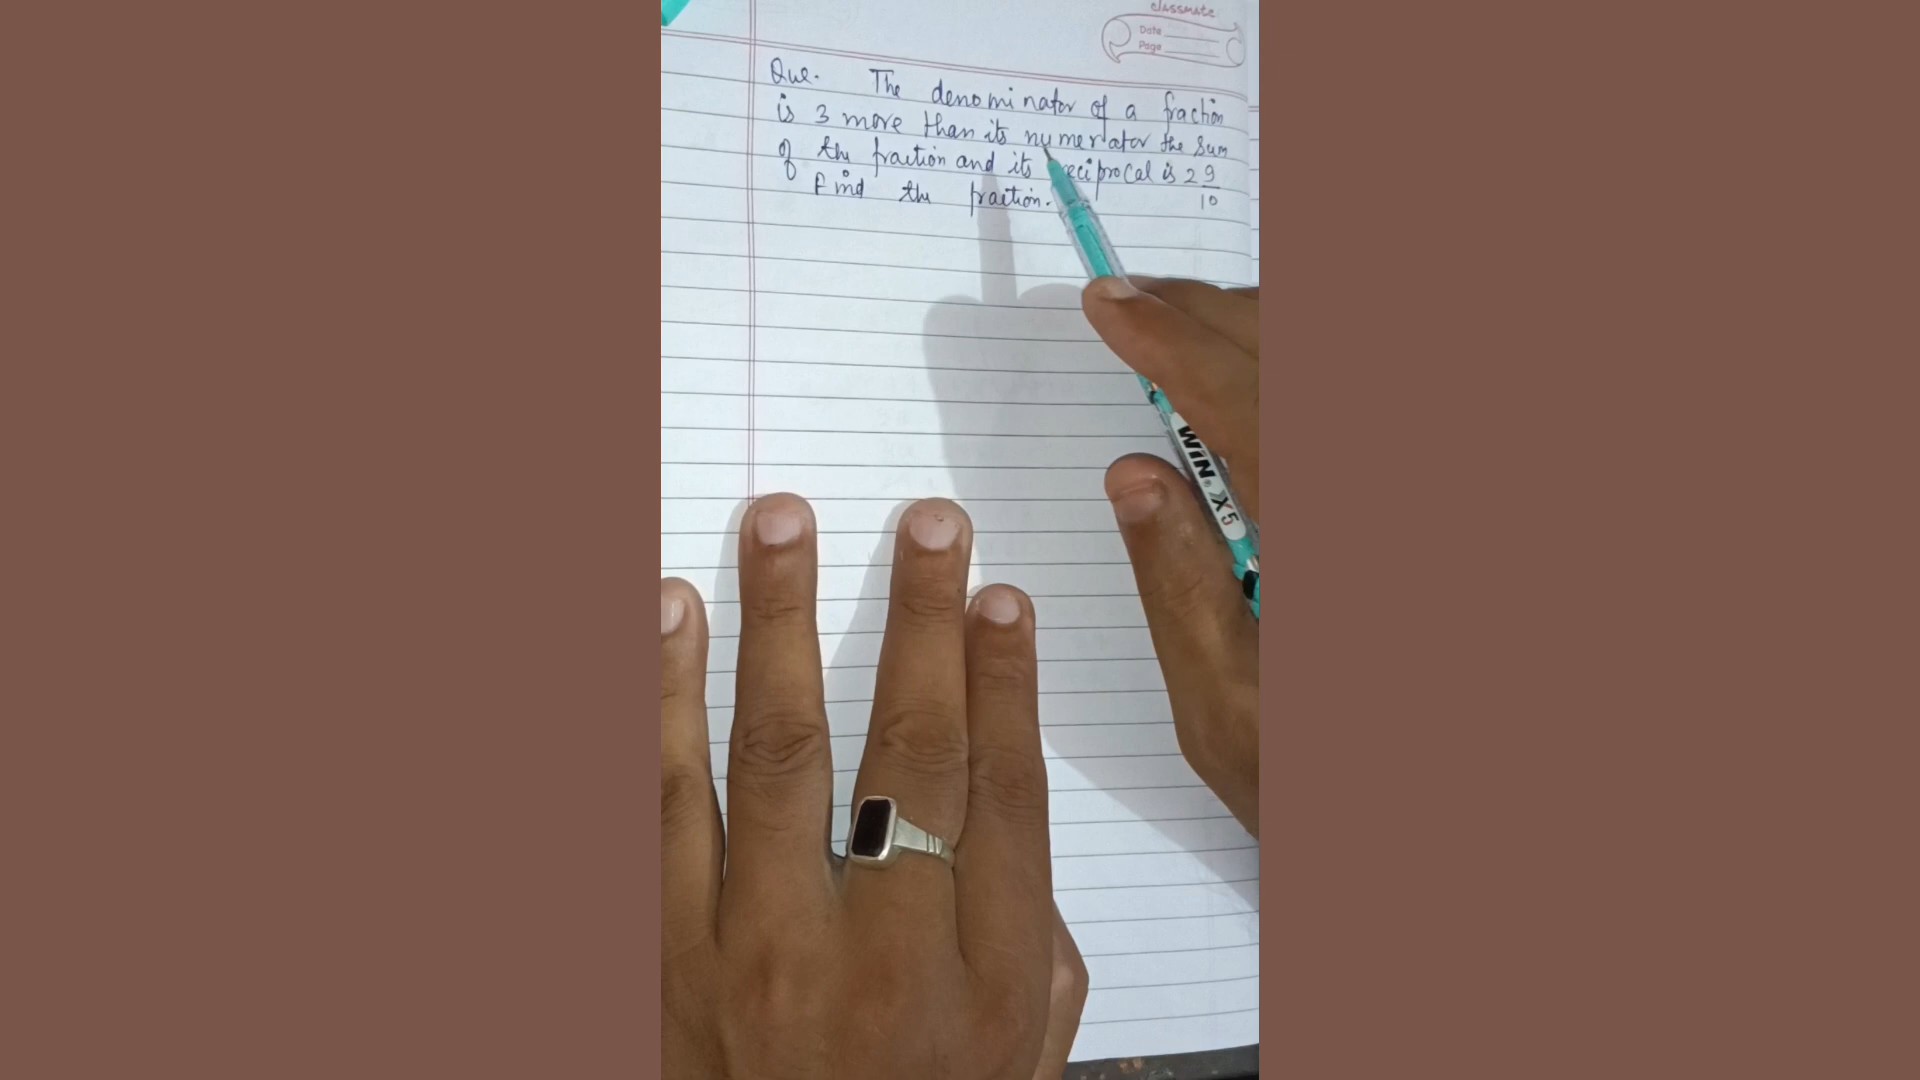 classmate
Date
Page
Que. The denominator of a fraction
is 3 more than its numerator the sum
of the fraction and its reciprocal is 2 9/10
find the fraction.
WIN X5